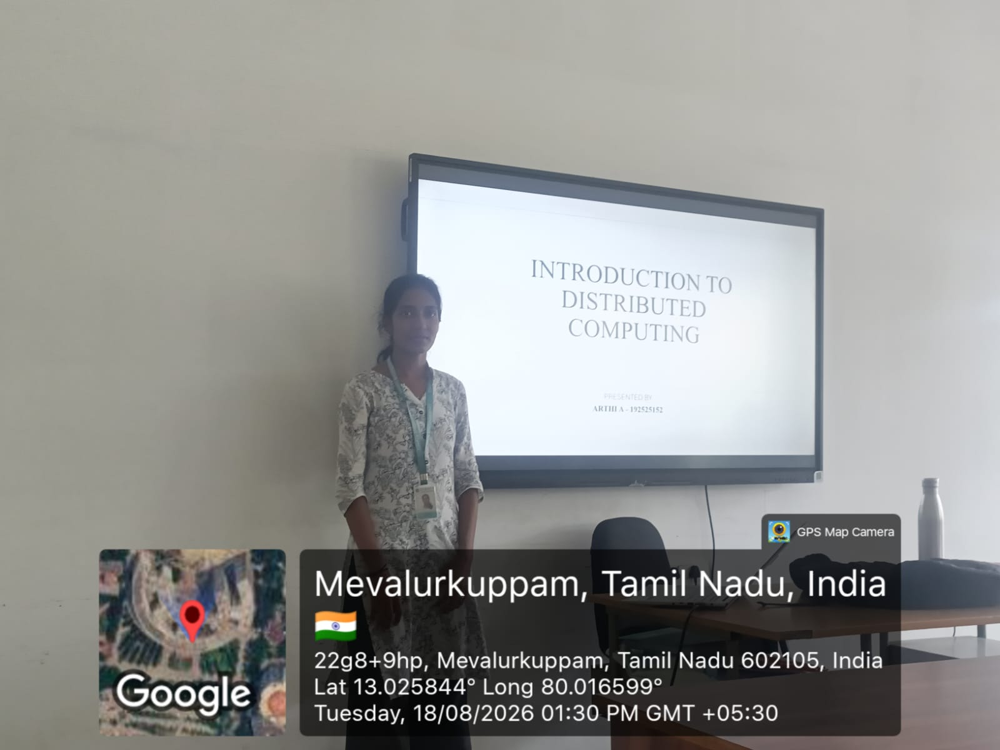 INTRODUCTION TO
DISTRIBUTED
COMPUTING
PRESENTED BY
ARTHI A - 192525152
GPS Map Camera
Mevalurkuppam, Tamil Nadu, India
22g8+9hp, Mevalurkuppam, Tamil Nadu 602105, India
Lat 13.025844° Long 80.016599°
Tuesday, 18/08/2026 01:30 PM GMT +05:30
Google